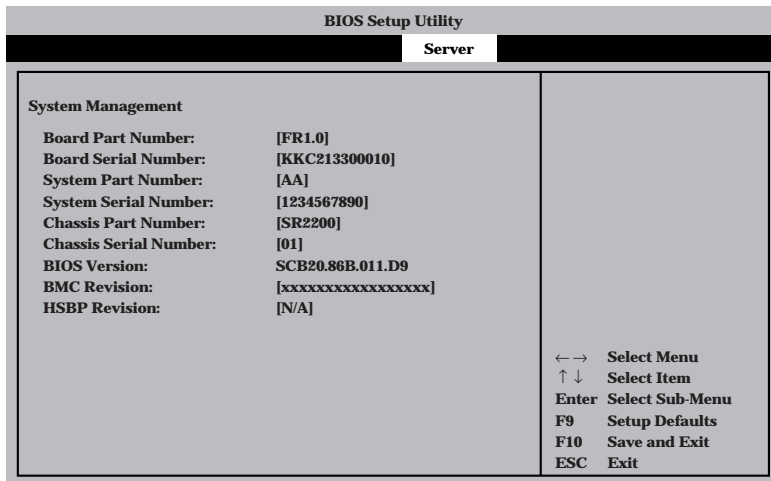 BIOS Setup Utility
Server
System Management
Board Part Number: [FR1.0]
Board Serial Number: [KKC213300010]
System Part Number: [AA]
System Serial Number: [1234567890]
Chassis Part Number: [SR2200]
Chassis Serial Number: [01]
BIOS Version: SCB20.86B.011.D9
BMC Revision: [xxxxxxxxxxxxxxxxx]
HSBP Revision: [N/A]
←→ Select Menu
↑↓ Select Item
Enter Select Sub-Menu
F9 Setup Defaults
F10 Save and Exit
ESC Exit